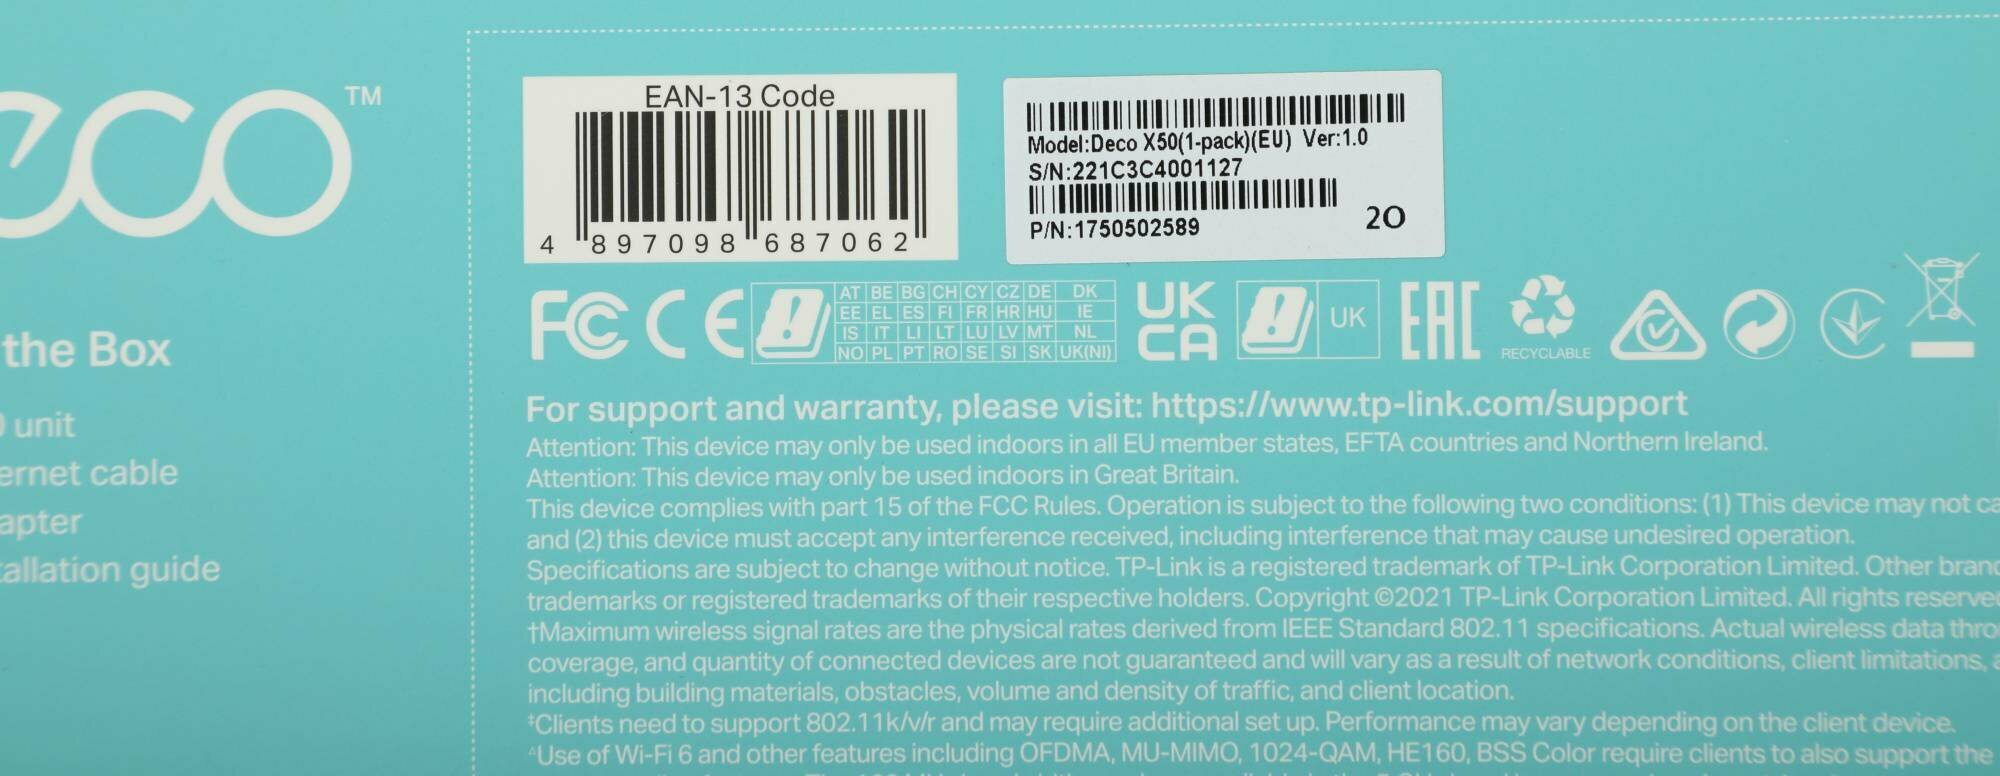 eco™
the Box
unit
ernet cable
apter
allation guide
EAN-13 Code
4 897098 687062
Model:Deco X50(1-pack)(EU) Ver:1.0
S/N:221C3C4001127
P/N:1750502589
20
FC CE
AT BE BG CH CY CZ DE DK
EE EL ES FI FR HR HU IE
IS IT LI LT LU LV MT NL
NO PL PT RO SE SI SK UK(NI)
UK
CA
UK
EAC
RECYCLABLE
For support and warranty, please visit: https://www.tp-link.com/support
Attention: This device may only be used indoors in all EU member states, EFTA countries and Northern Ireland.
Attention: This device may only be used indoors in Great Britain.
This device complies with part 15 of the FCC Rules. Operation is subject to the following two conditions: (1) This device may not ca
and (2) this device must accept any interference received, including interference that may cause undesired operation.
Specifications are subject to change without notice. TP-Link is a registered trademark of TP-Link Corporation Limited. Other brand
trademarks or registered trademarks of their respective holders. Copyright ©2021 TP-Link Corporation Limited. All rights reserve
†Maximum wireless signal rates are the physical rates derived from IEEE Standard 802.11 specifications. Actual wireless data thro
coverage, and quantity of connected devices are not guaranteed and will vary as a result of network conditions, client limitations,
including building materials, obstacles, volume and density of traffic, and client location.
‡Clients need to support 802.11k/v/r and may require additional set up. Performance may vary depending on the client device.
△Use of Wi-Fi 6 and other features including OFDMA, MU-MIMO, 1024-QAM, HE160, BSS Color require clients to also support the